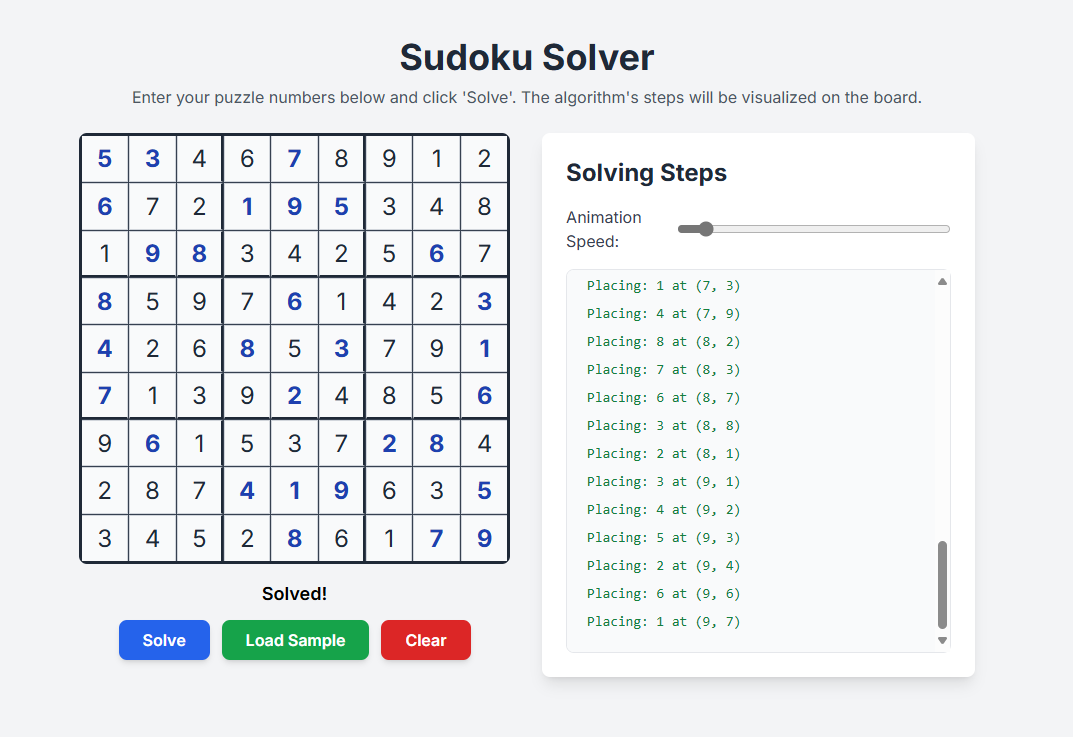 Sudoku Solver
Enter your puzzle numbers below and click 'Solve'. The algorithm's steps will be visualized on the board.
5 3 4 6 7 8 9 1 2
6 7 2 1 9 5 3 4 8
1 9 8 3 4 2 5 6 7
8 5 9 7 6 1 4 2 3
4 2 6 8 5 3 7 9 1
7 1 3 9 2 4 8 5 6
9 6 1 5 3 7 2 8 4
2 8 7 4 1 9 6 3 5
3 4 5 2 8 6 1 7 9
Solved!
Solve Load Sample Clear
Solving Steps
Animation
Speed:
Placing: 1 at (7, 3)
Placing: 4 at (7, 9)
Placing: 8 at (8, 2)
Placing: 7 at (8, 3)
Placing: 6 at (8, 7)
Placing: 3 at (8, 8)
Placing: 2 at (8, 1)
Placing: 3 at (9, 1)
Placing: 4 at (9, 2)
Placing: 5 at (9, 3)
Placing: 2 at (9, 4)
Placing: 6 at (9, 6)
Placing: 1 at (9, 7)